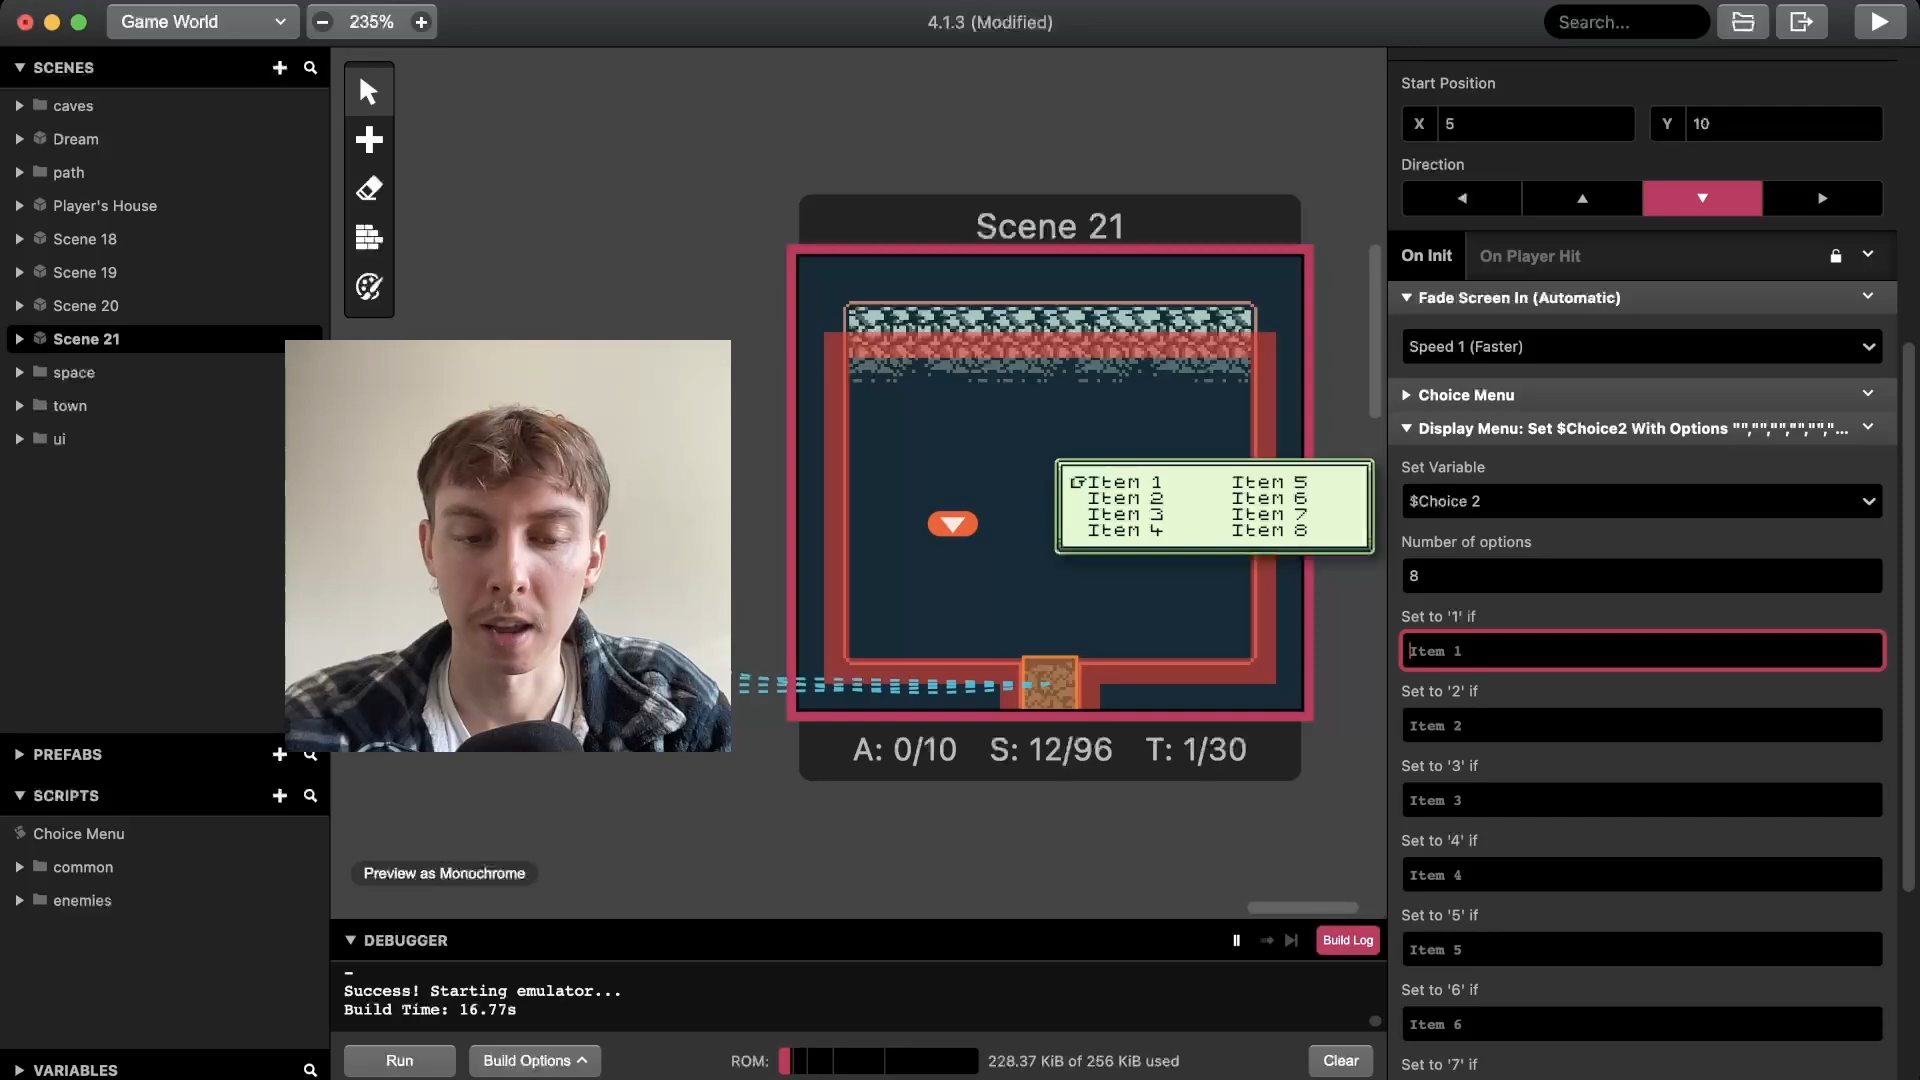 Game World
235%
4.1.3 (Modified)
Search...
SCENES
caves
Dream
path
Player's House
Scene 18
Scene 19
Scene 20
Scene 21
space
town
ui
PREFABS
SCRIPTS
Choice Menu
common
enemies
VARIABLES
Scene 21
Item 1 Item 5
Item 2 Item 6
Item 3 Item 7
Item 4 Item 8
A: 0/10 S: 12/96 T: 1/30
Preview as Monochrome
DEBUGGER
Build Log
Success! Starting emulator...
Build Time: 16.77s
Run
Build Options
ROM:
228.37 KiB of 256 KiB used
Clear
Start Position
X 5
Y 10
Direction
On Init
On Player Hit
Fade Screen In (Automatic)
Speed 1 (Faster)
Choice Menu
Display Menu: Set $Choice2 With Options "","","","","","...
Set Variable
$Choice 2
Number of options
8
Set to '1' if
Item 1
Set to '2' if
Item 2
Set to '3' if
Item 3
Set to '4' if
Item 4
Set to '5' if
Item 5
Set to '6' if
Item 6
Set to '7' if